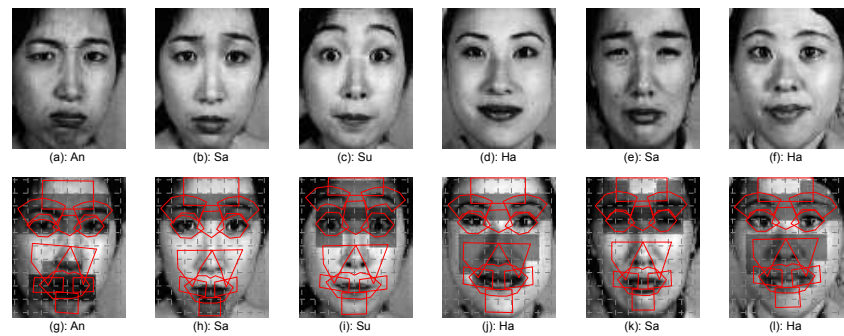 (a): An (b): Sa (c): Su (d): Ha (e): Sa (f): Ha
(g): An (h): Sa (i): Su (j): Ha (k): Sa (l): Ha